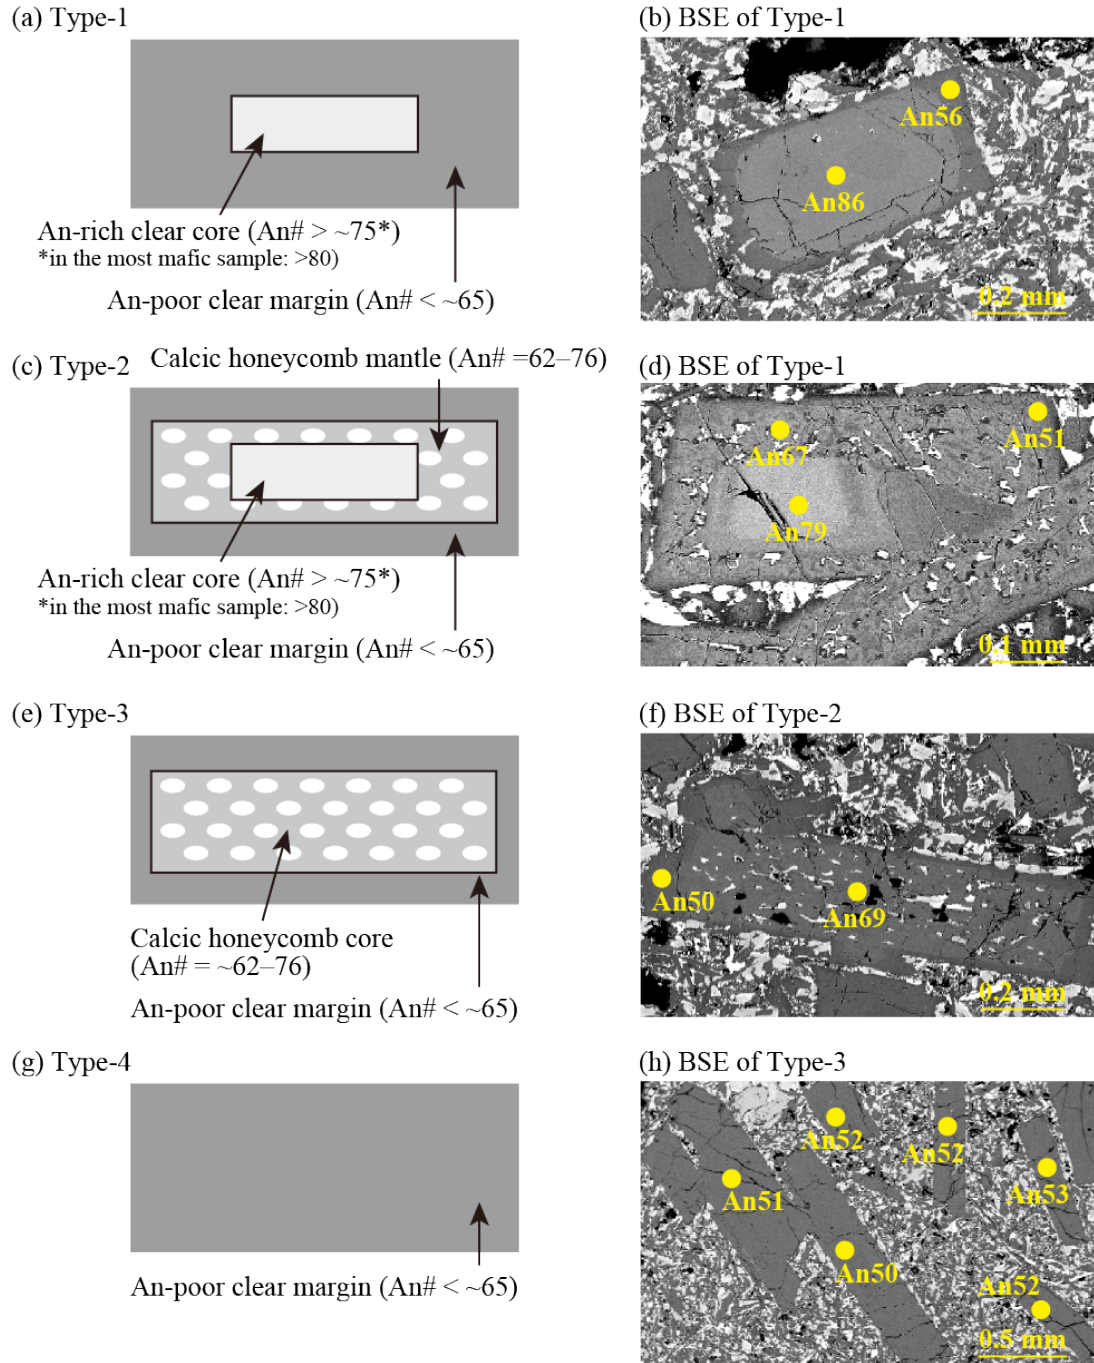 (a) Type-1
An-rich clear core (An# > ~75*)
*in the most mafic sample: >80)
An-poor clear margin (An# < ~65)
(b) BSE of Type-1
An56
An86
0.2 mm
(c) Type-2
Calcic honeycomb mantle (An# =62–76)
An-rich clear core (An# > ~75*)
*in the most mafic sample: >80)
An-poor clear margin (An# < ~65)
(d) BSE of Type-1
An51
An67
An79
0.1 mm
(e) Type-3
Calcic honeycomb core
(An# = ~62–76)
An-poor clear margin (An# < ~65)
(f) BSE of Type-2
An50
An69
0.2 mm
(g) Type-4
An-poor clear margin (An# < ~65)
(h) BSE of Type-3
An52
An52
An51
An53
An50
An52
0.5 mm